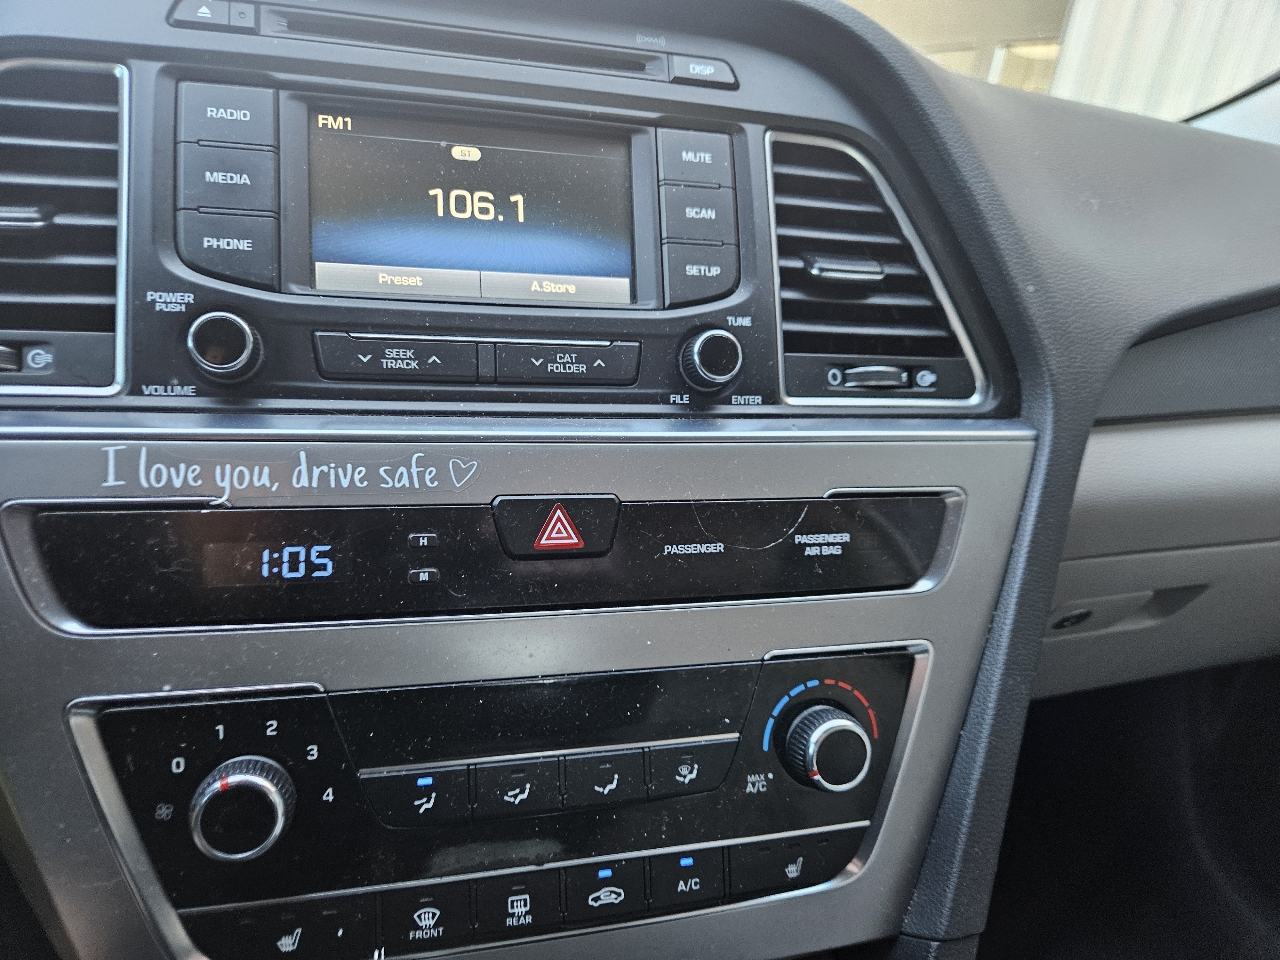 DISP
RADIO
FM1
MUTE
ST
MEDIA
106.1
SCAN
PHONE
SETUP
Preset
A.Store
POWER
PUSH
TUNE
SEEK
TRACK
CAT
FOLDER
VOLUME
FILE
ENTER
0
I love you, drive safe ♡
1:05
H
M
PASSENGER
PASSENGER
AIR BAG
0
1
2
3
4
MAX
A/C
FRONT
REAR
A/C